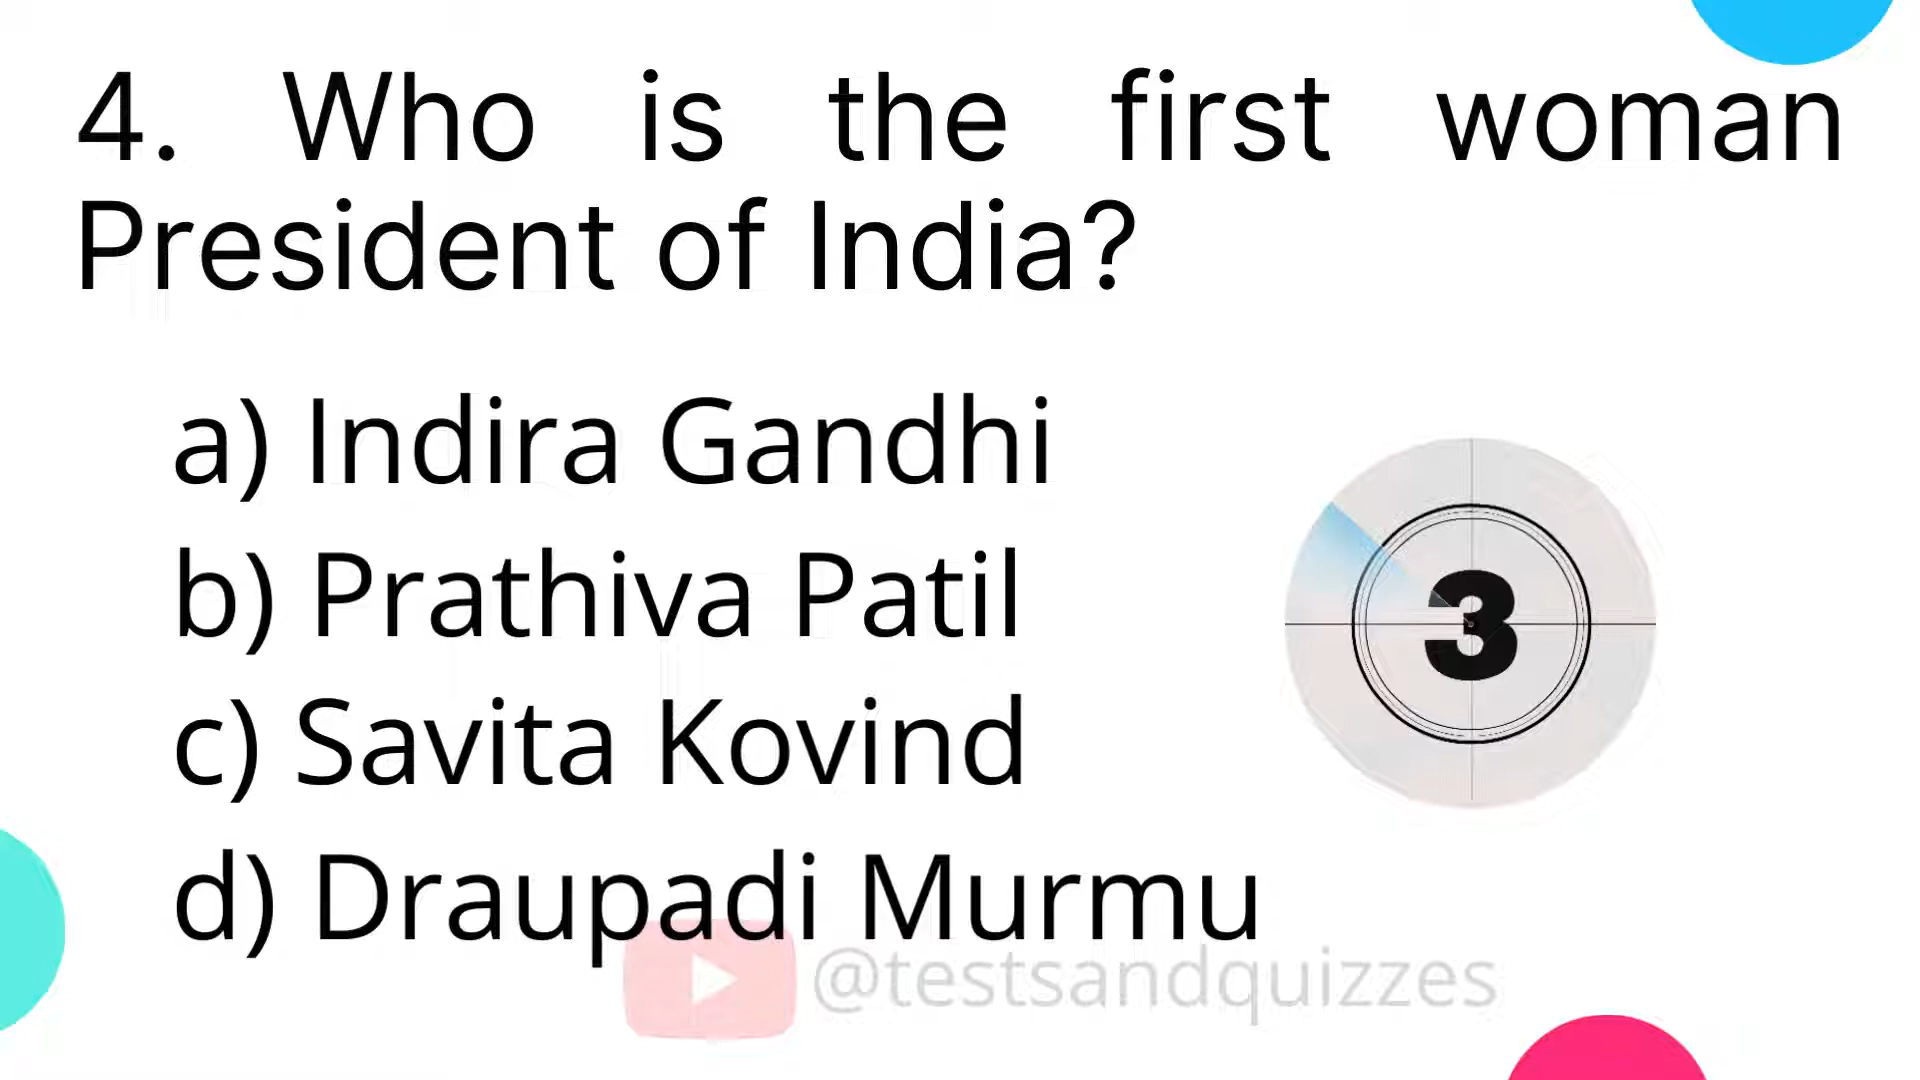 4. Who is the first woman
President of India?
a) Indira Gandhi
b) Prathiva Patil
c) Savita Kovind
d) Draupadi Murmu
3
@testsandquizzes